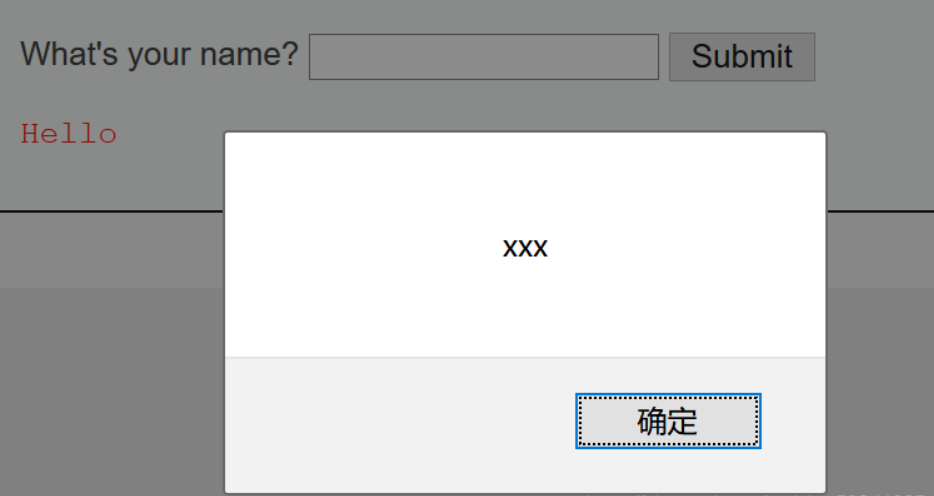 What's your name? Submit
Hello
xxx
确定